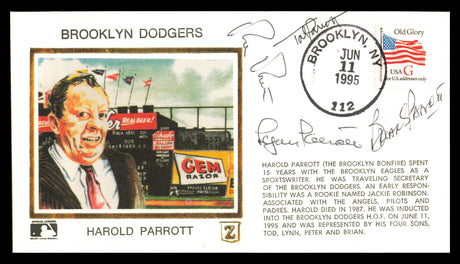 BROOKLYN DODGERS
BROOKLYN, NY
JUN
11
1995
112
Old Glory
USA G
For U.S. addresses only
GEM
RAZOR
HAROLD PARROTT
Z
HAROLD PARROTT (THE BROOKLYN BONFIRE) SPENT
15 YEARS WITH THE BROOKLYN EAGLES AS A
SPORTSWRITER. HE WAS TRAVELING SECRETARY
OF THE BROOKLYN DODGERS. AN EARLY RESPON-
SIBILITY WAS A ROOKIE NAMED JACKIE ROBINSON.
ASSOCIATED WITH THE ANGELS, PILOTS AND
PADRES. HAROLD DIED IN 1987. HE WAS INDUCTED
INTO THE BROOKLYN DODGERS H.O.F. ON JUNE 11,
1995 AND WAS REPRESENTED BY HIS FOUR SONS,
TOD, LYNN, PETER AND BRIAN.